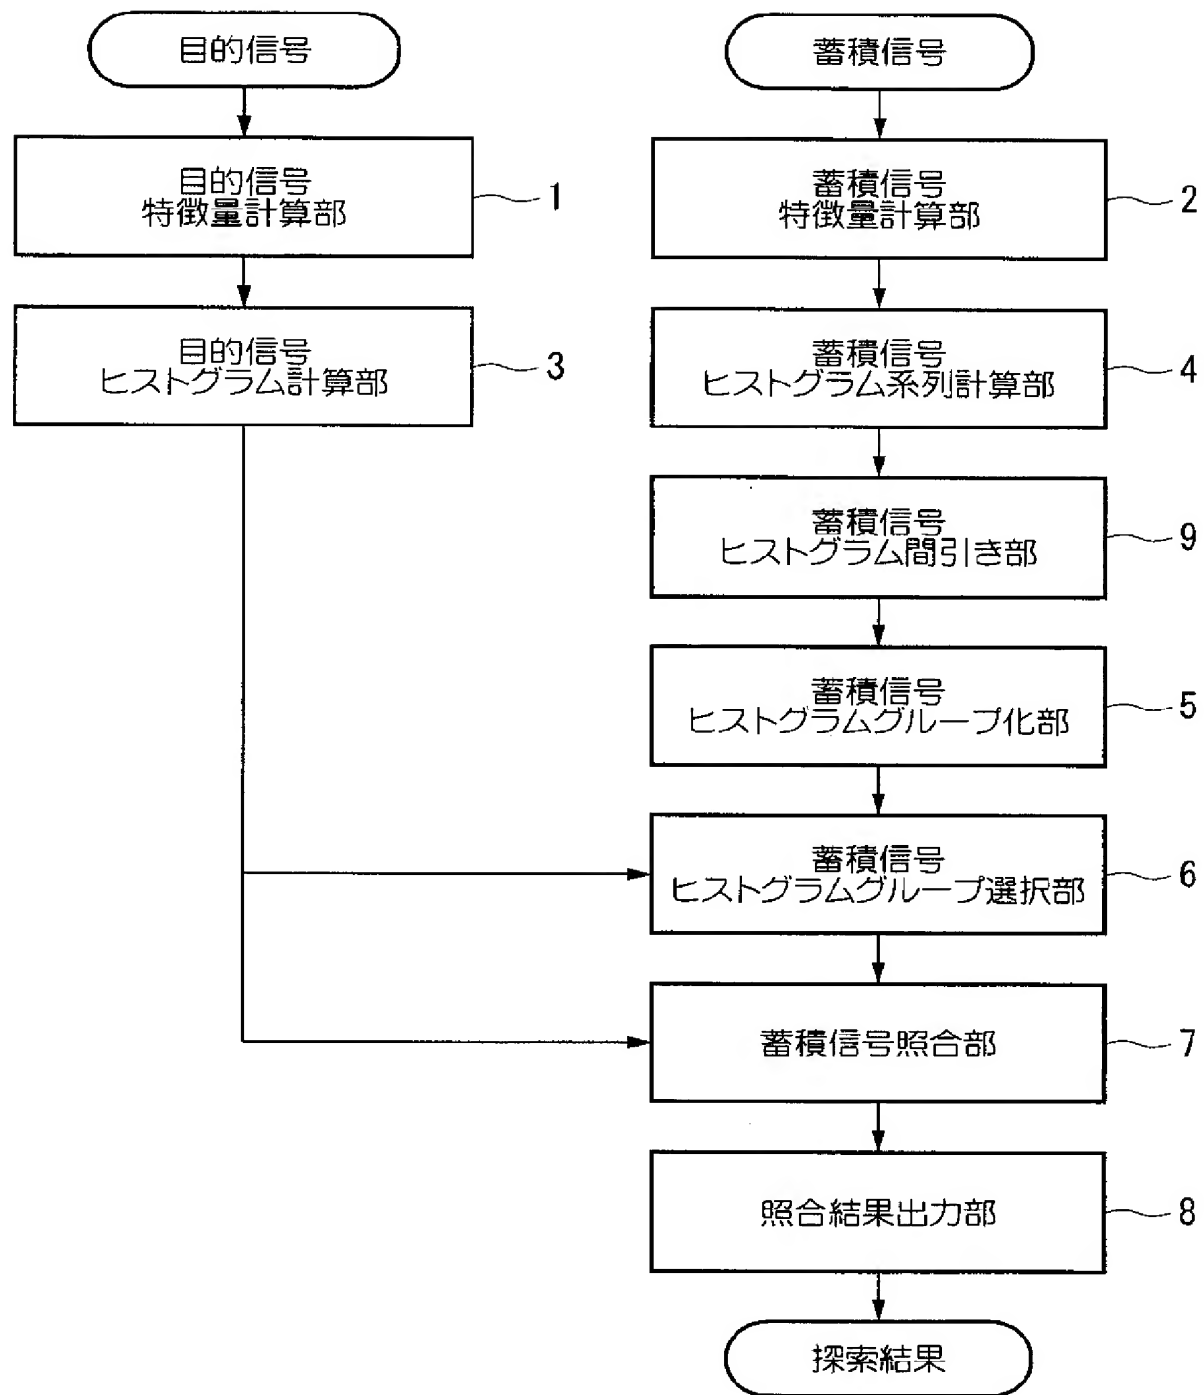 目的信号
蓄積信号
目的信号
特徴量計算部
1
蓄積信号
特徴量計算部
2
目的信号
ヒストグラム計算部
3
蓄積信号
ヒストグラム系列計算部
4
蓄積信号
ヒストグラム間引き部
9
蓄積信号
ヒストグラムグループ化部
5
蓄積信号
ヒストグラムグループ選択部
6
蓄積信号照合部
7
照合結果出力部
8
探索結果